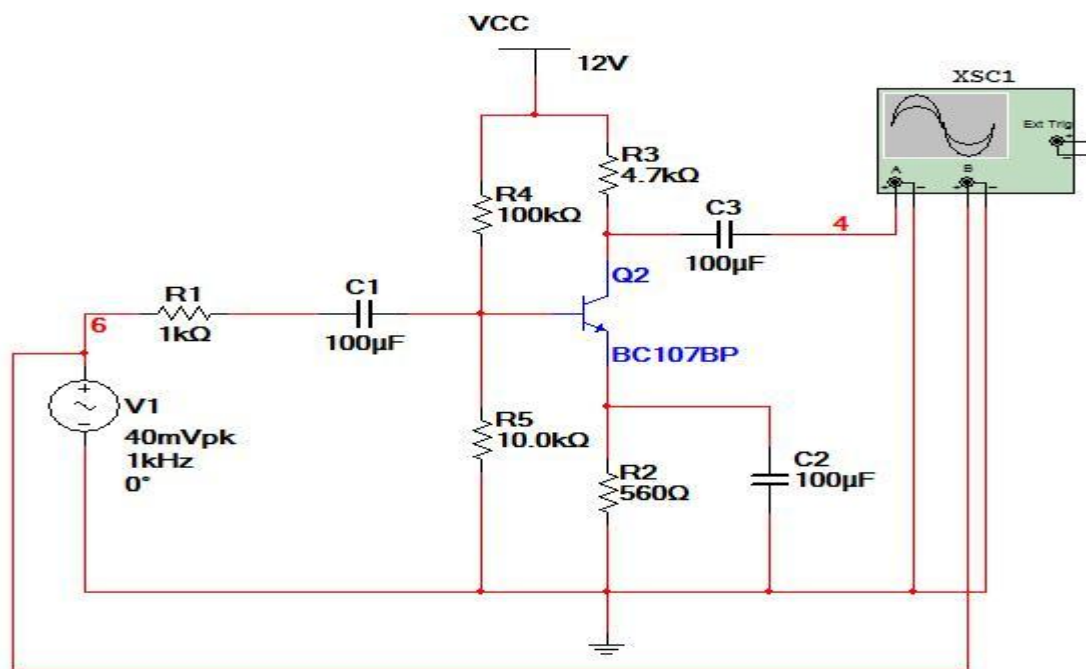 VCC
12V
XSC1
Ext Trig
+
-
A
B
+ - + -
R3
4.7kΩ
R4
100kΩ
C3
100µF
4
Q2
R1
1kΩ
C1
100µF
6
BC107BP
V1
40mVpk
1kHz
0°
R5
10.0kΩ
R2
560Ω
C2
100µF